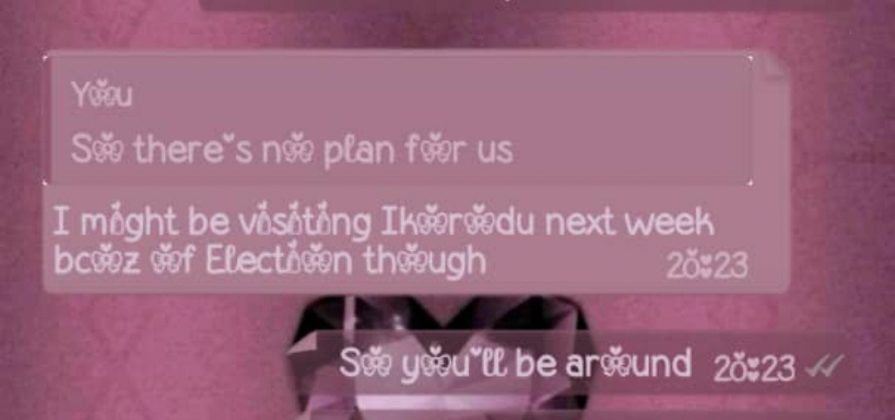 You
So there's no plan for us
I might be visiting Ikorodu next week
bcoz of Election though
20:23
So you'll be around 20:23